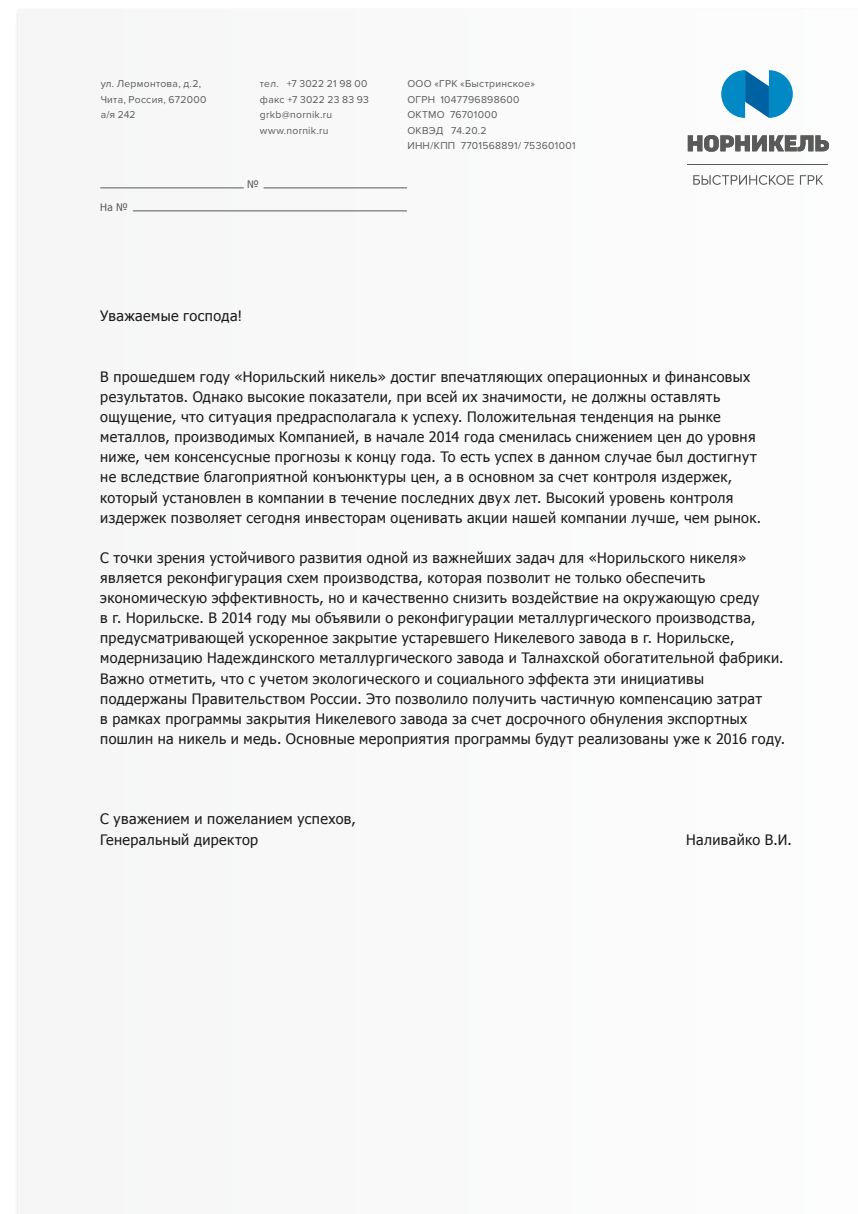 ул. Лермонтова, д.2,
Чита, Россия, 672000
а/я 242
тел. +7 3022 21 98 00
факс +7 3022 23 83 93
grkb@nornik.ru
www.nornik.ru
ООО «ГРК «Быстринское»
ОГРН 1047796898600
ОКТМО 76701000
ОКВЭД 74.20.2
ИНН/КПП 7701568891/ 753601001
НОРНИКЕЛЬ
БЫСТРИНСКОЕ ГРК
№
На №
Уважаемые господа!
В прошедшем году «Норильский никель» достиг впечатляющих операционных и финансовых
результатов. Однако высокие показатели, при всей их значимости, не должны оставлять
ощущение, что ситуация предрасполагала к успеху. Положительная тенденция на рынке
металлов, производимых Компанией, в начале 2014 года сменилась снижением цен до уровня
ниже, чем консенсусные прогнозы к концу года. То есть успех в данном случае был достигнут
не вследствие благоприятной конъюнктуры цен, а в основном за счет контроля издержек,
который установлен в компании в течение последних двух лет. Высокий уровень контроля
издержек позволяет сегодня инвесторам оценивать акции нашей компании лучше, чем рынок.
С точки зрения устойчивого развития одной из важнейших задач для «Норильского никеля»
является реконфигурация схем производства, которая позволит не только обеспечить
экономическую эффективность, но и качественно снизить воздействие на окружающую среду
в г. Норильске. В 2014 году мы объявили о реконфигурации металлургического производства,
предусматривающей ускоренное закрытие устаревшего Никелевого завода в г. Норильске,
модернизацию Надеждинского металлургического завода и Талнахской обогатительной фабрики.
Важно отметить, что с учетом экологического и социального эффекта эти инициативы
поддержаны Правительством России. Это позволило получить частичную компенсацию затрат
в рамках программы закрытия Никелевого завода за счет досрочного обнуления экспортных
пошлин на никель и медь. Основные мероприятия программы будут реализованы уже к 2016 году.
С уважением и пожеланием успехов,
Генеральный директор Наливайко В.И.